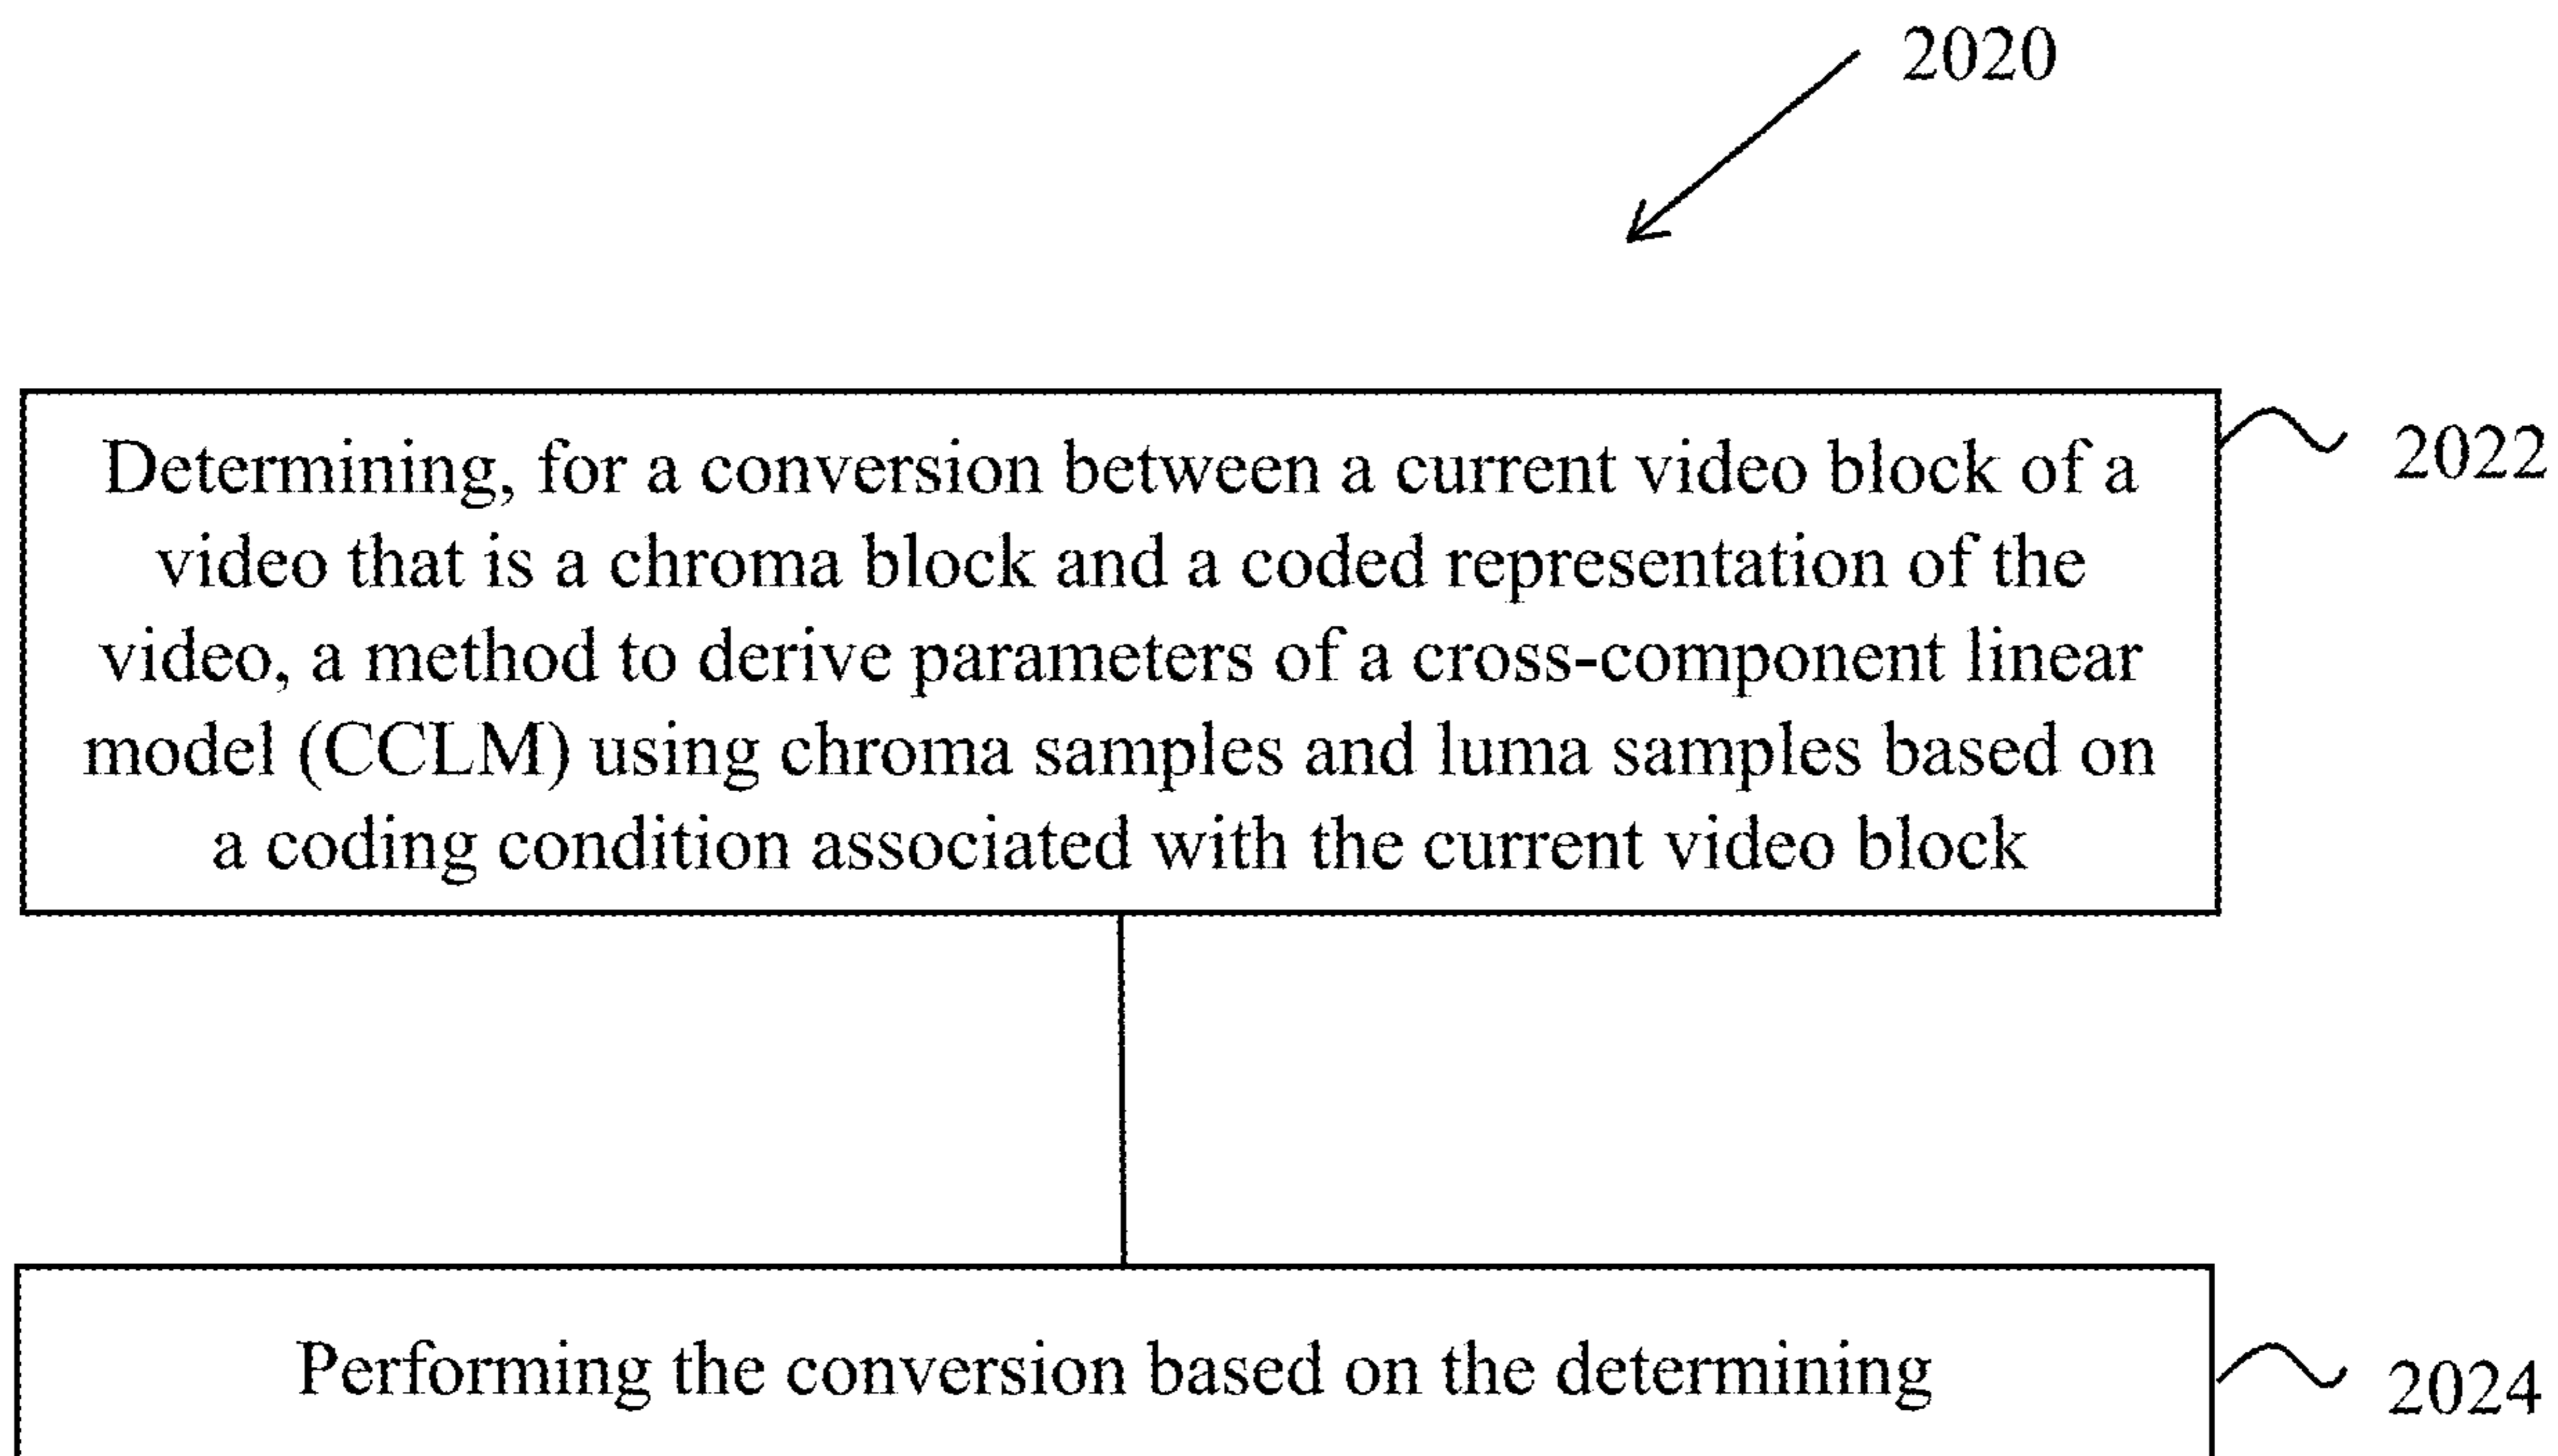 2020
Determining, for a conversion between a current video block of a
2022
video that is a chroma block and a coded representation of the
video, a method to derive parameters of a cross-component linear
model (CCLM) using chroma samples and luma samples based on
a coding condition associated with the current video block
Performing the conversion based on the determining
2024